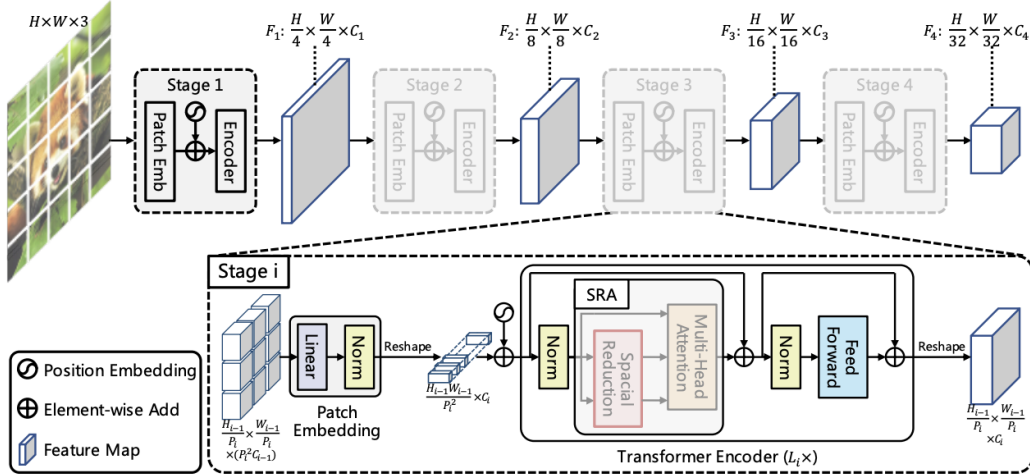 H×W×3
F₁: H/4 × W/4 × C₁
F₂: H/8 × W/8 × C₂
F₃: H/16 × W/16 × C₃
F₄: H/32 × W/32 × C₄
Stage 1
Patch Emb
Encoder
Stage 2
Patch Emb
Encoder
Stage 3
Patch Emb
Encoder
Stage 4
Patch Emb
Encoder
Stage i
SRA
Linear
Norm
Reshape
Norm
Spacial
Reduction
Multi-Head
Attention
Norm
Feed
Forward
Reshape
Patch
Embedding
Hᵢ₋₁Wᵢ₋₁/Pᵢ² ×Cᵢ
Hᵢ₋₁/Pᵢ × Wᵢ₋₁/Pᵢ
×(Pᵢ²Cᵢ₋₁)
Hᵢ₋₁/Pᵢ × Wᵢ₋₁/Pᵢ
×Cᵢ
Transformer Encoder (Lᵢ×)
Position Embedding
Element-wise Add
Feature Map